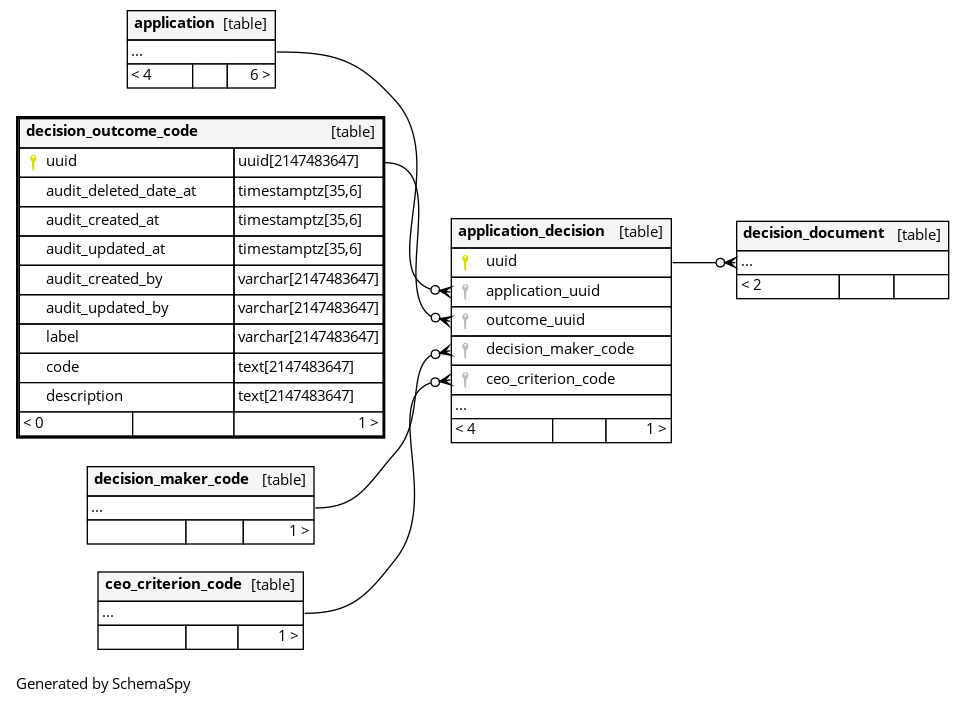 application [table]
...
< 4 6 >
decision_outcome_code [table]
uuid uuid[2147483647]
audit_deleted_date_at timestamptz[35,6]
audit_created_at timestamptz[35,6]
audit_updated_at timestamptz[35,6]
audit_created_by varchar[2147483647]
audit_updated_by varchar[2147483647]
label varchar[2147483647]
code text[2147483647]
description text[2147483647]
< 0 1 >
decision_maker_code [table]
...
1 >
ceo_criterion_code [table]
...
1 >
application_decision [table]
uuid
application_uuid
outcome_uuid
decision_maker_code
ceo_criterion_code
...
< 4 1 >
decision_document [table]
...
< 2
Generated by SchemaSpy